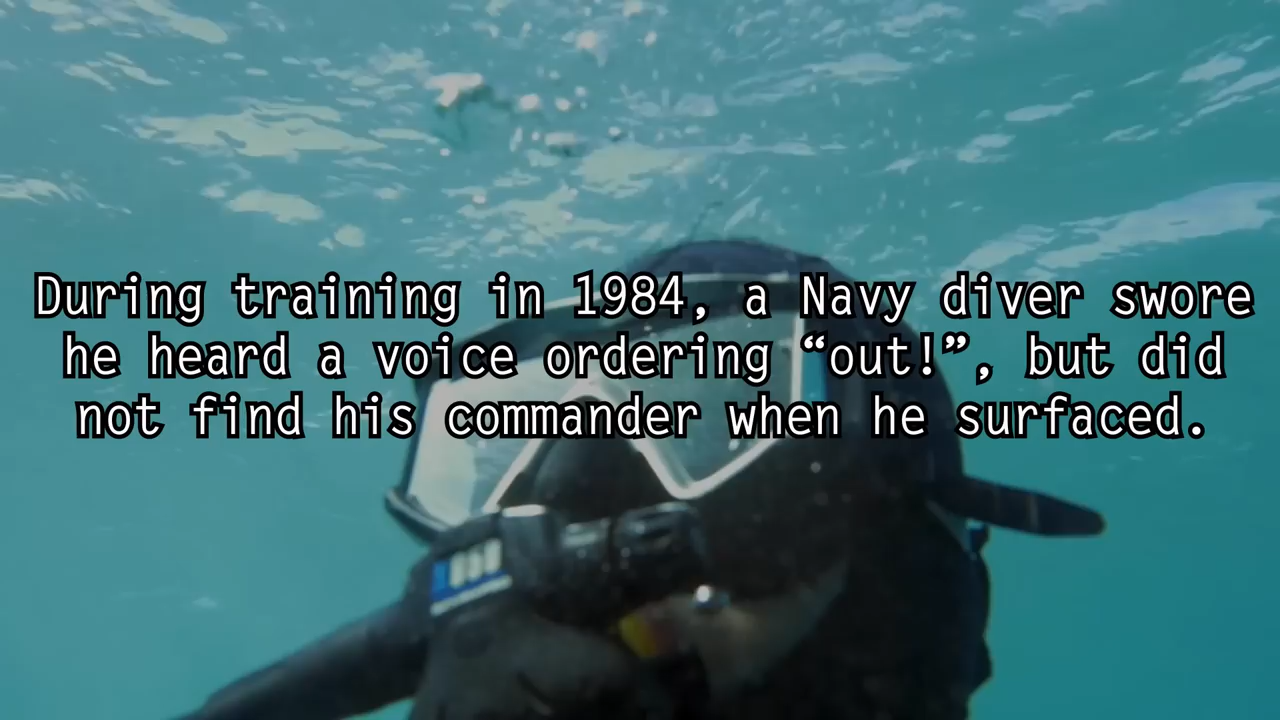 During training in 1984, a Navy diver swore
he heard a voice ordering “out!”, but did
not find his commander when he surfaced.